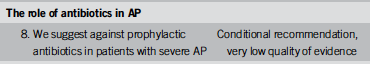 The role of antibiotics in AP
8. We suggest against prophylactic Conditional recommendation,
antibiotics in patients with severe AP very low quality of evidence